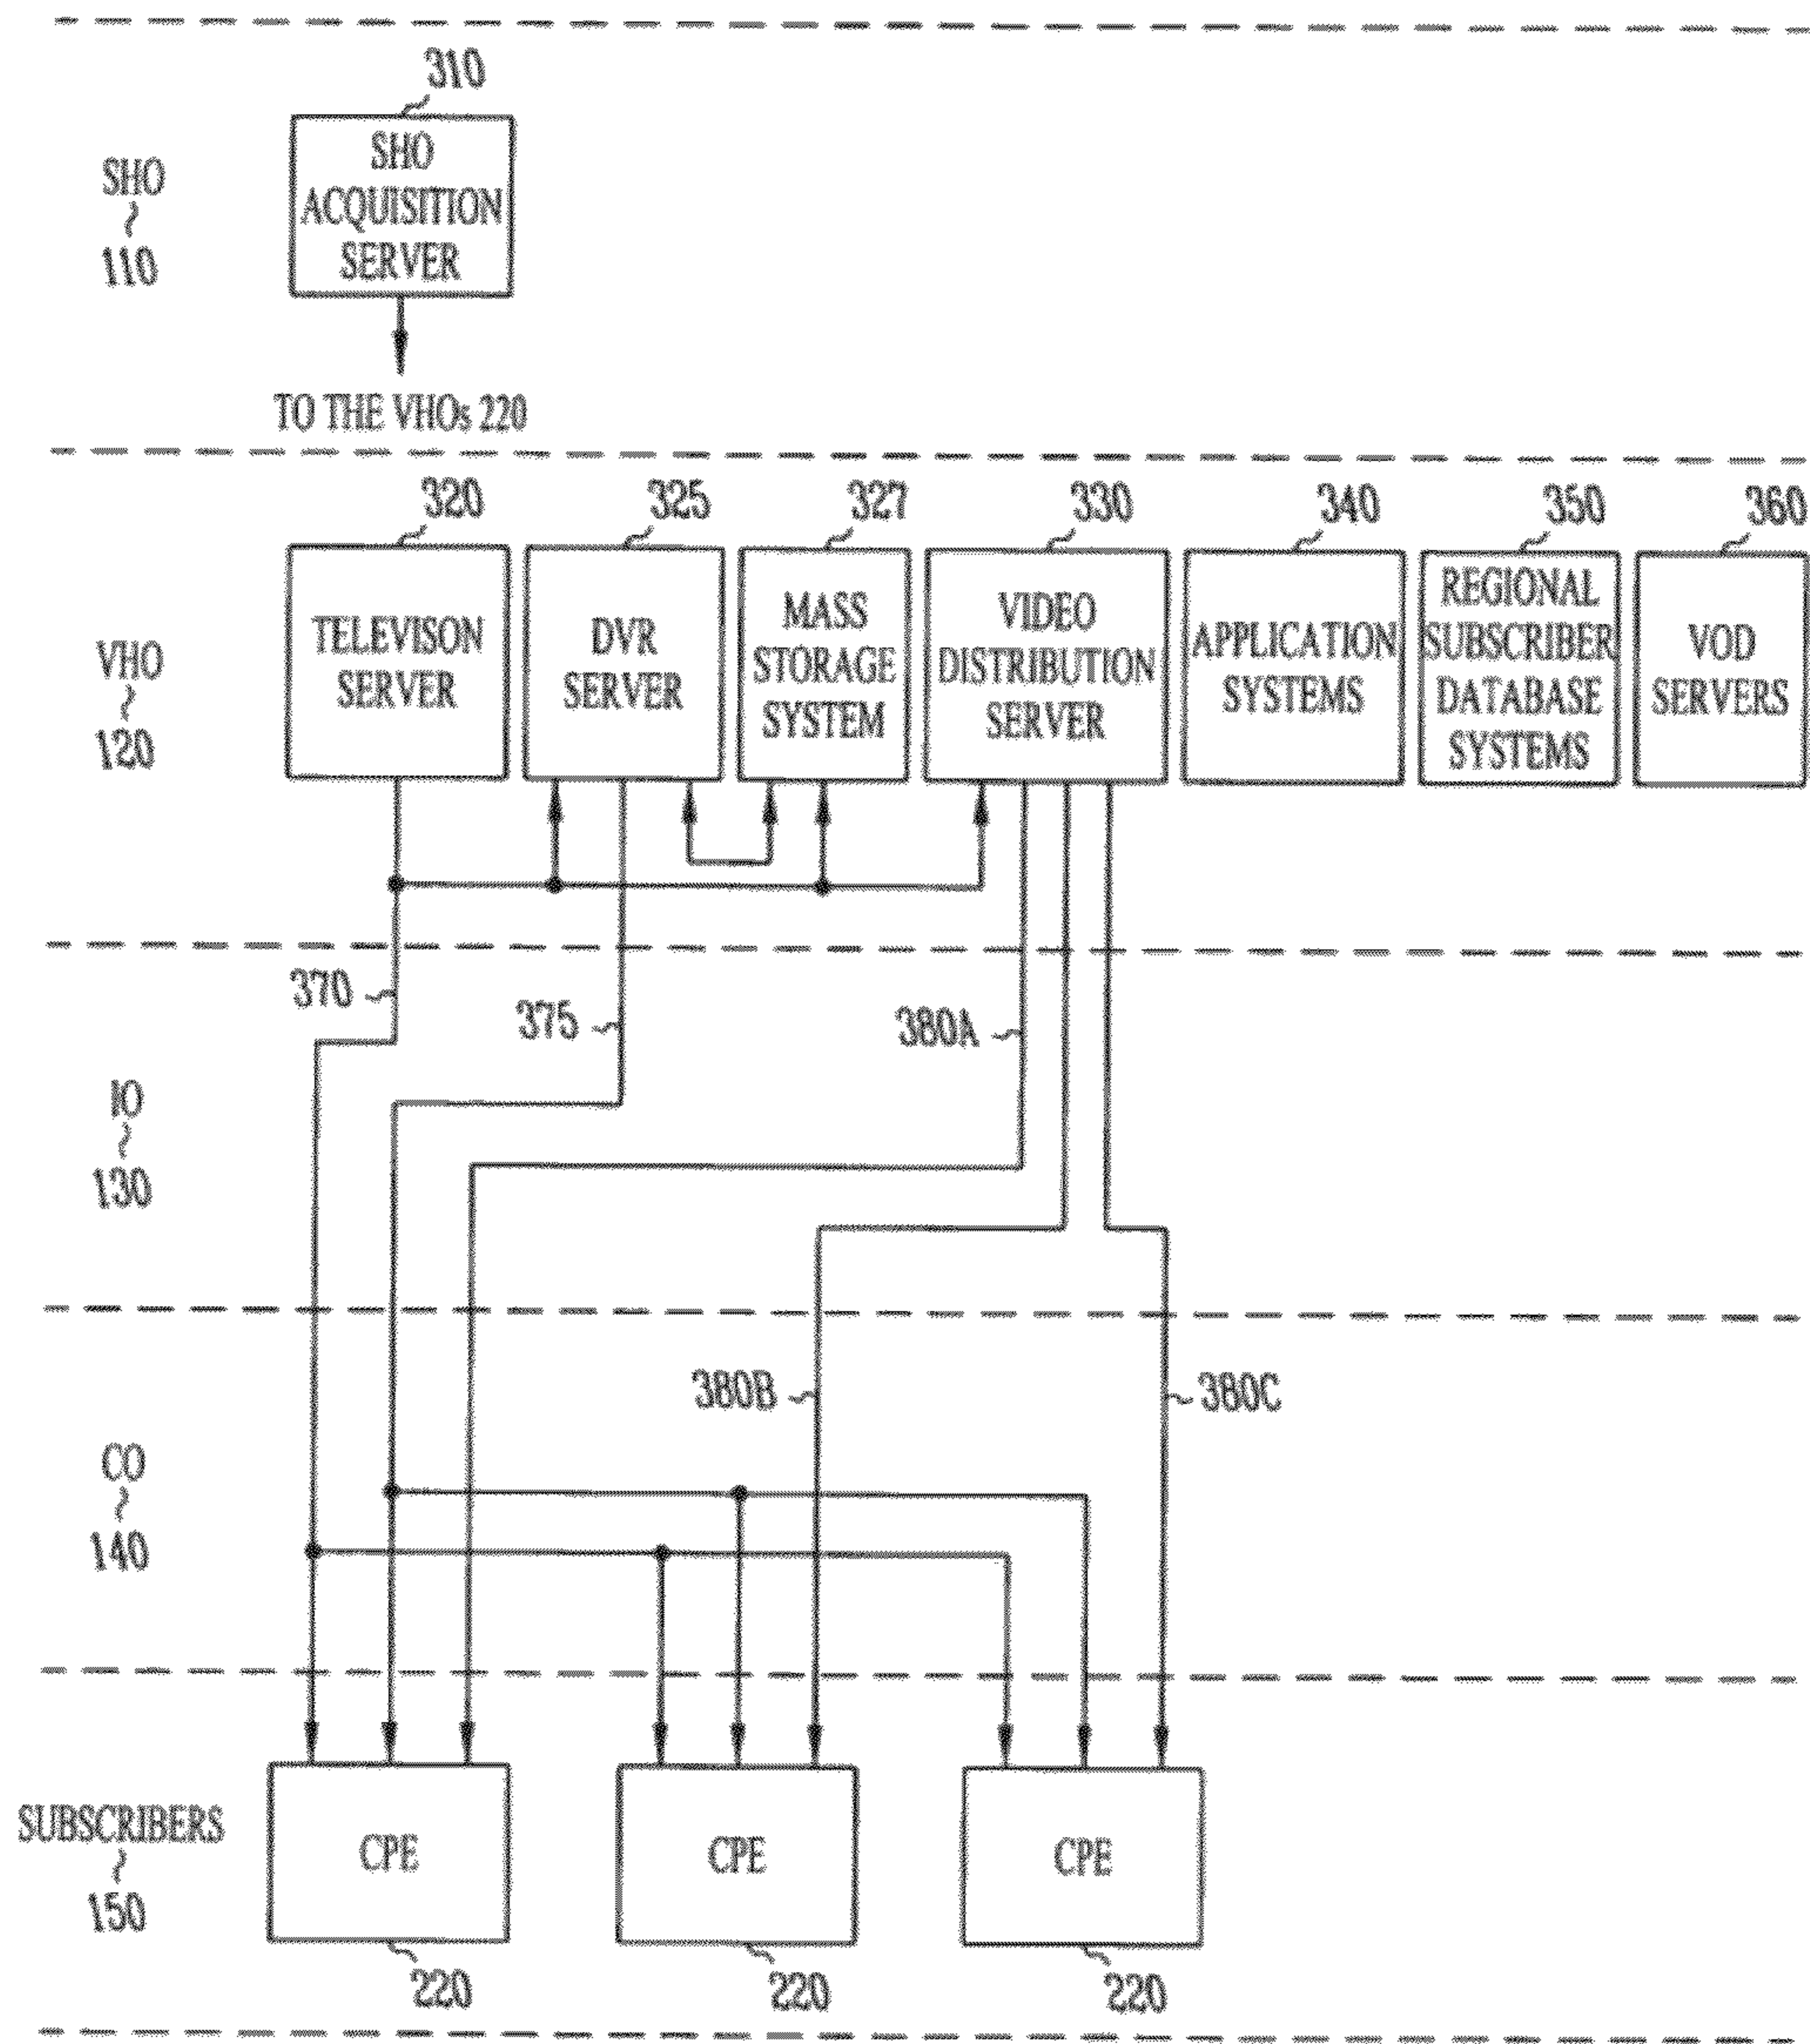 310
SHO
ACQUISITION
SERVER
SHO
110
TO THE VHOs 220
320
325
327
330
340
350
360
TELEVISON
SERVER
DVR
SERVER
MASS
STORAGE
SYSTEM
VIDEO
DISTRIBUTION
SERVER
APPLICATION
SYSTEMS
REGIONAL
SUBSCRIBER
DATABASE
SYSTEMS
VOD
SERVERS
VHO
120
370
375
380A
IO
130
380B
380C
CO
140
SUBSCRIBERS
150
CPE
CPE
CPE
220
220
220